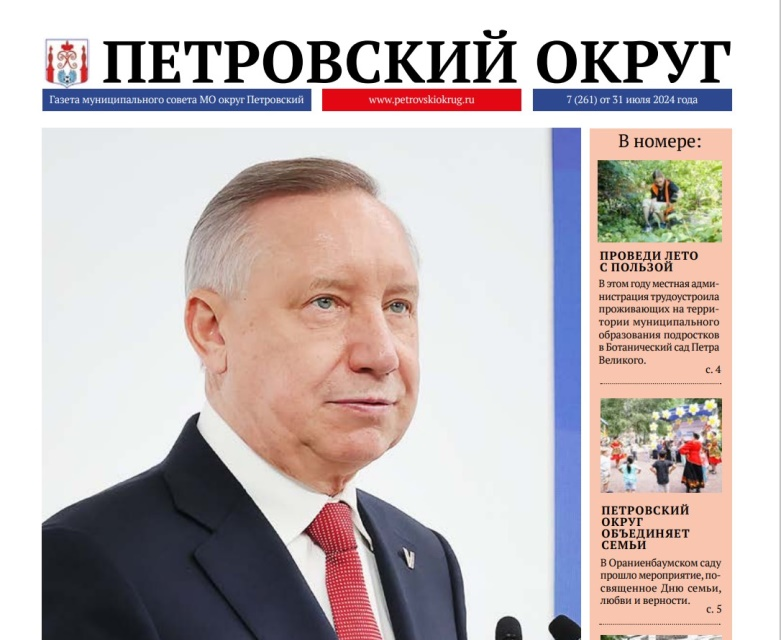 ПЕТРОВСКИЙ ОКРУГ
Газета муниципального совета МО округ Петровский
www.petrovskiokrug.ru
7 (261) от 31 июля 2024 года
В номере:
ПРОВЕДИ ЛЕТО
С ПОЛЬЗОЙ
В этом году местная адми-
нистрация трудоустроила
проживающих на терри-
тории муниципального
образования подростков
в Ботанический сад Петра
Великого.
с. 4
ПЕТРОВСКИЙ
ОКРУГ
ОБЪЕДИНЯЕТ
СЕМЬИ
В Ораниенбаумском саду
прошло мероприятие, по-
священное Дню семьи,
любви и верности.
с. 5